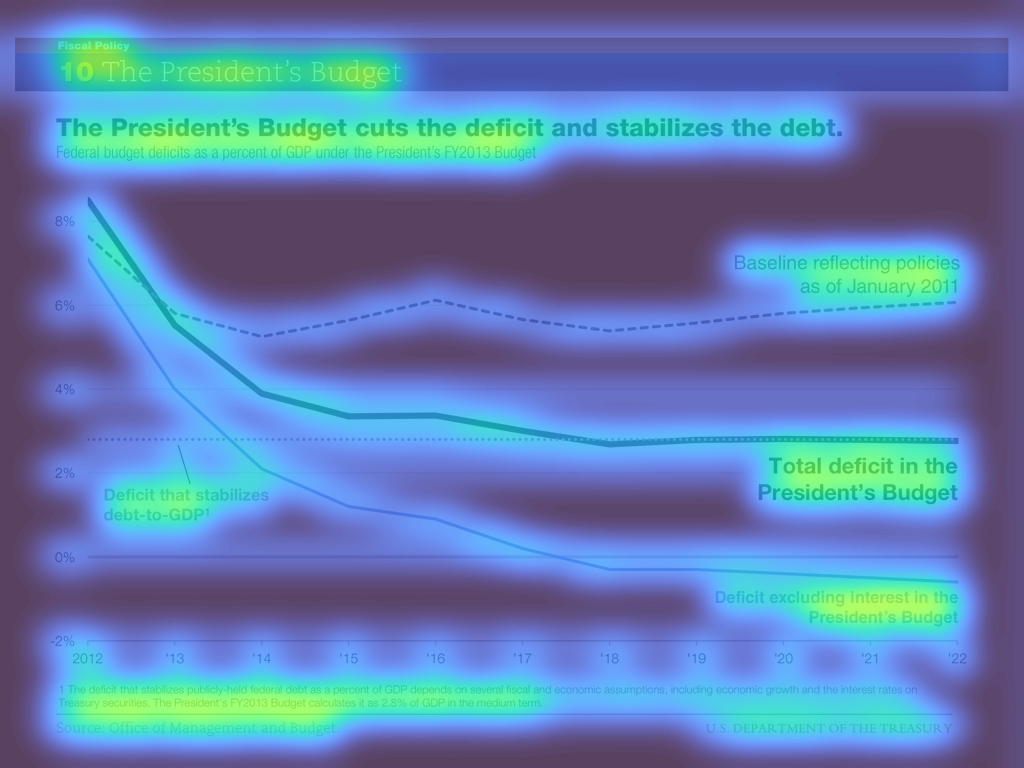 Fiscal Policy
10 The President's Budget
The President's Budget cuts the deficit and stabilizes the debt.
Federal budget deficits as a percent of GDP under the President's FY2013 Budget
8%
Baseline reflecting policies
as of January 2011
6%
4%
2%
Total deficit in the
President's Budget
Deficit that stabilizes
debt-to-GDP¹
0%
Deficit excluding interest in the
President's Budget
-2%
2012 '13 '14 '15 '16 '17 '18 '19 '20 '21 '22
1 The deficit that stabilizes publicly-held federal debt as a percent of GDP depends on several fiscal and economic assumptions, including economic growth and the interest rates on
Treasury securities. The President's FY2013 Budget calculates it as 2.8% of GDP in the medium term.
Source: Office of Management and Budget. U.S. DEPARTMENT OF THE TREASURY